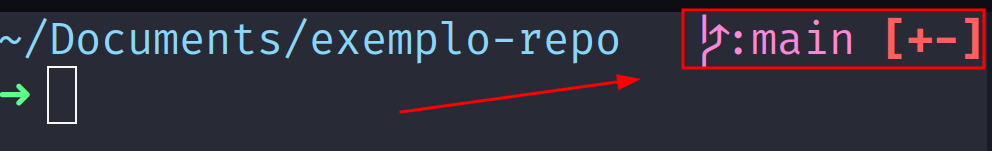 ~/Documents/exemplo-repo ᚬ:main [+-]
➜